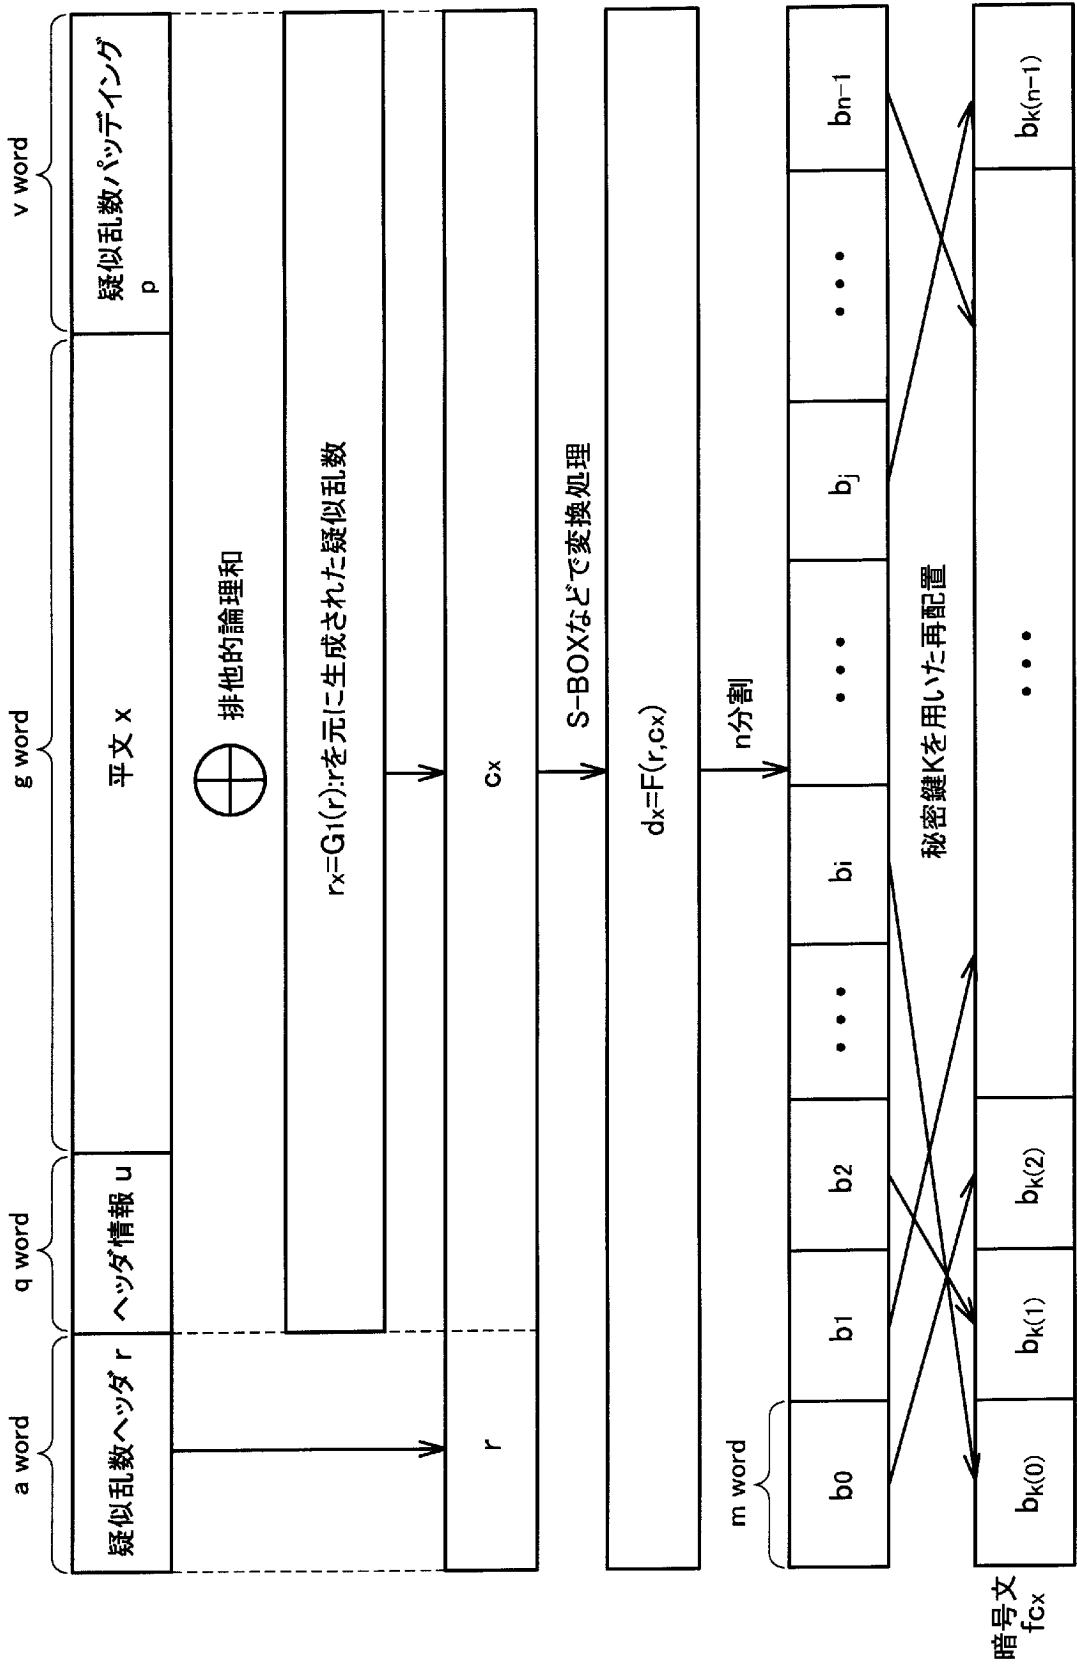 a word
q word
g word
v word
疑似乱数ヘッダ r
ヘッダ情報 u
平文 x
疑似乱数パッデイング
p
排他的論理和
rx=G1(r):rを元に生成された疑似乱数
r
cx
S-BOXなどで変換処理
dx=F(r,cx)
n分割
m word
b0
b1
b2
• • •
bi
• • •
bj
• • •
bn-1
秘密鍵Kを用いた再配置
暗号文
fcx
bk(0)
bk(1)
bk(2)
• • •
bk(n-1)